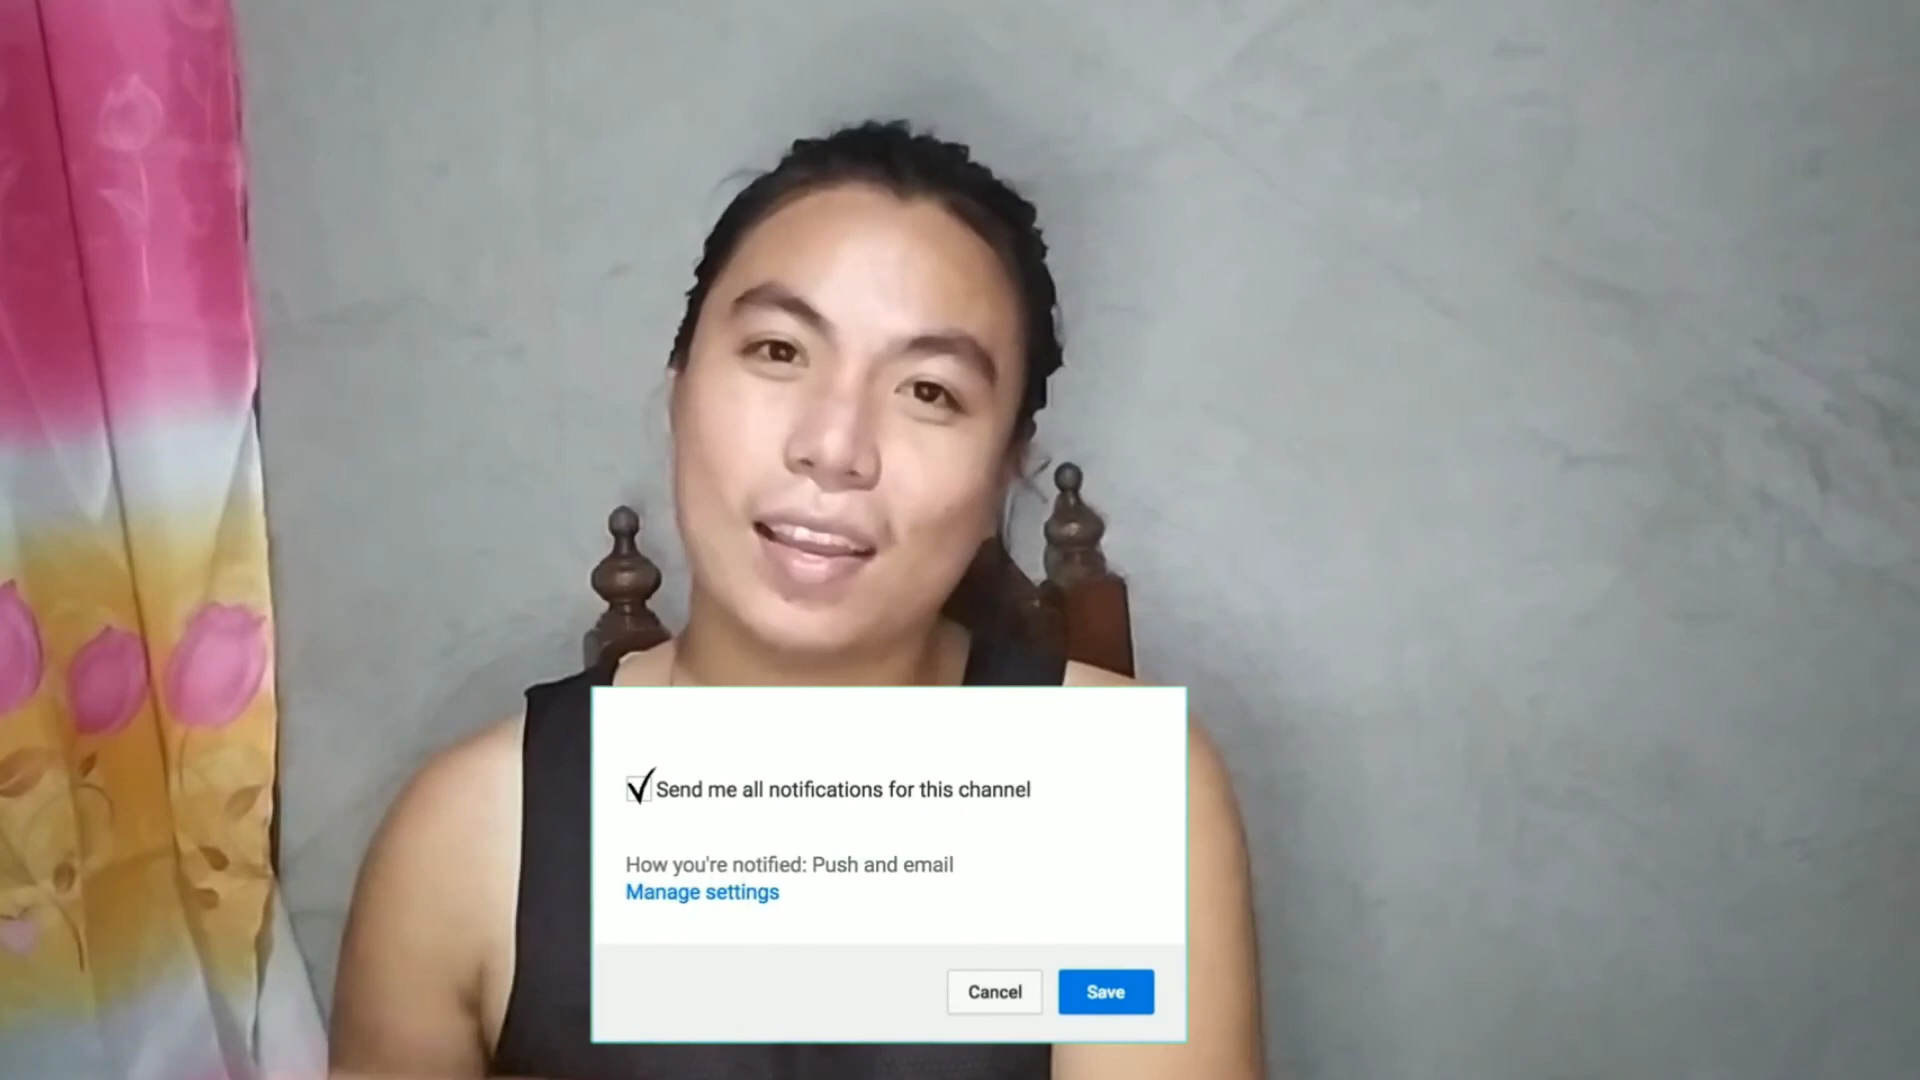 Send me all notifications for this channel
How you're notified: Push and email
Manage settings
Cancel
Save